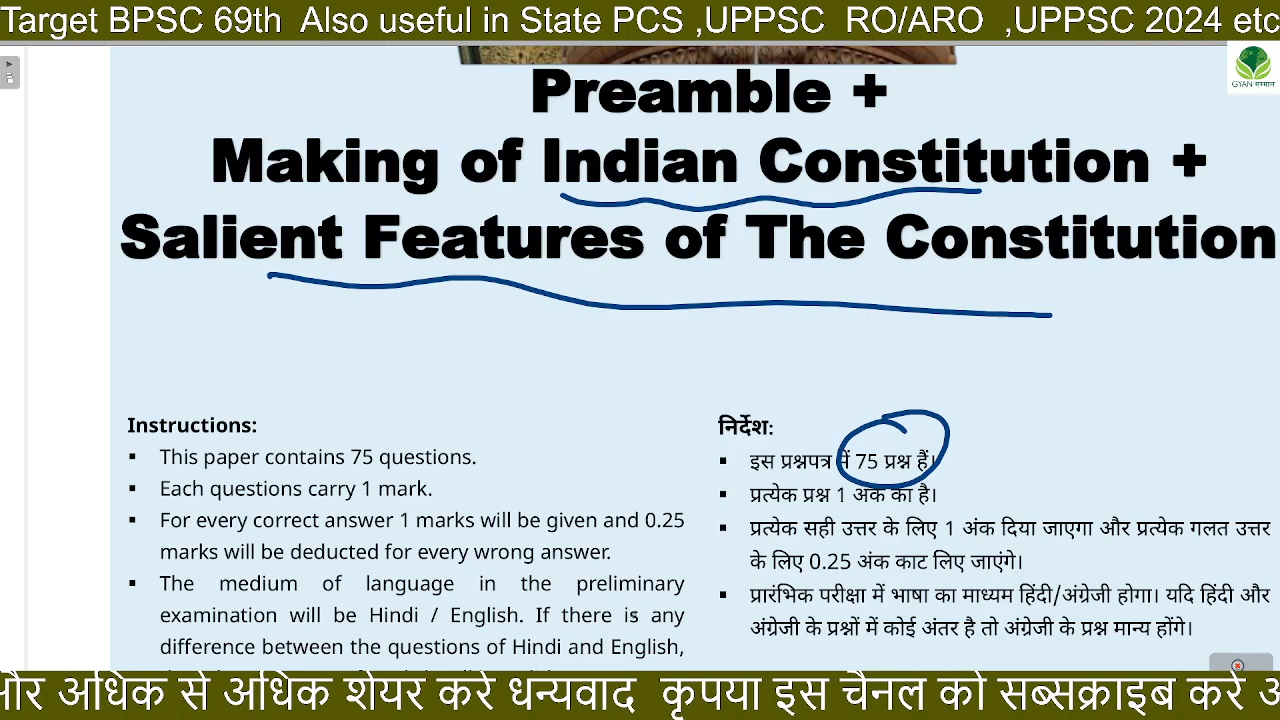 Target BPSC 69th Also useful in State PCS ,UPPSC RO/ARO ,UPPSC 2024 etc
GYAN सम्मान
Preamble +
Making of Indian Constitution +
Salient Features of The Constitution
Instructions:
▪ This paper contains 75 questions.
▪ Each questions carry 1 mark.
▪ For every correct answer 1 marks will be given and 0.25
marks will be deducted for every wrong answer.
▪ The medium of language in the preliminary
examination will be Hindi / English. If there is any
difference between the questions of Hindi and English,
निर्देश:
▪ इस प्रश्नपत्र में 75 प्रश्न हैं।
▪ प्रत्येक प्रश्न 1 अंक का है।
▪ प्रत्येक सही उत्तर के लिए 1 अंक दिया जाएगा और प्रत्येक गलत उत्तर
के लिए 0.25 अंक काट लिए जाएंगे।
▪ प्रारंभिक परीक्षा में भाषा का माध्यम हिंदी/अंग्रेजी होगा। यदि हिंदी और
अंग्रेजी के प्रश्नों में कोई अंतर है तो अंग्रेजी के प्रश्न मान्य होंगे।
और अधिक से अधिक शेयर करे धन्यवाद कृपया इस चैनल को सब्सक्राइब करें